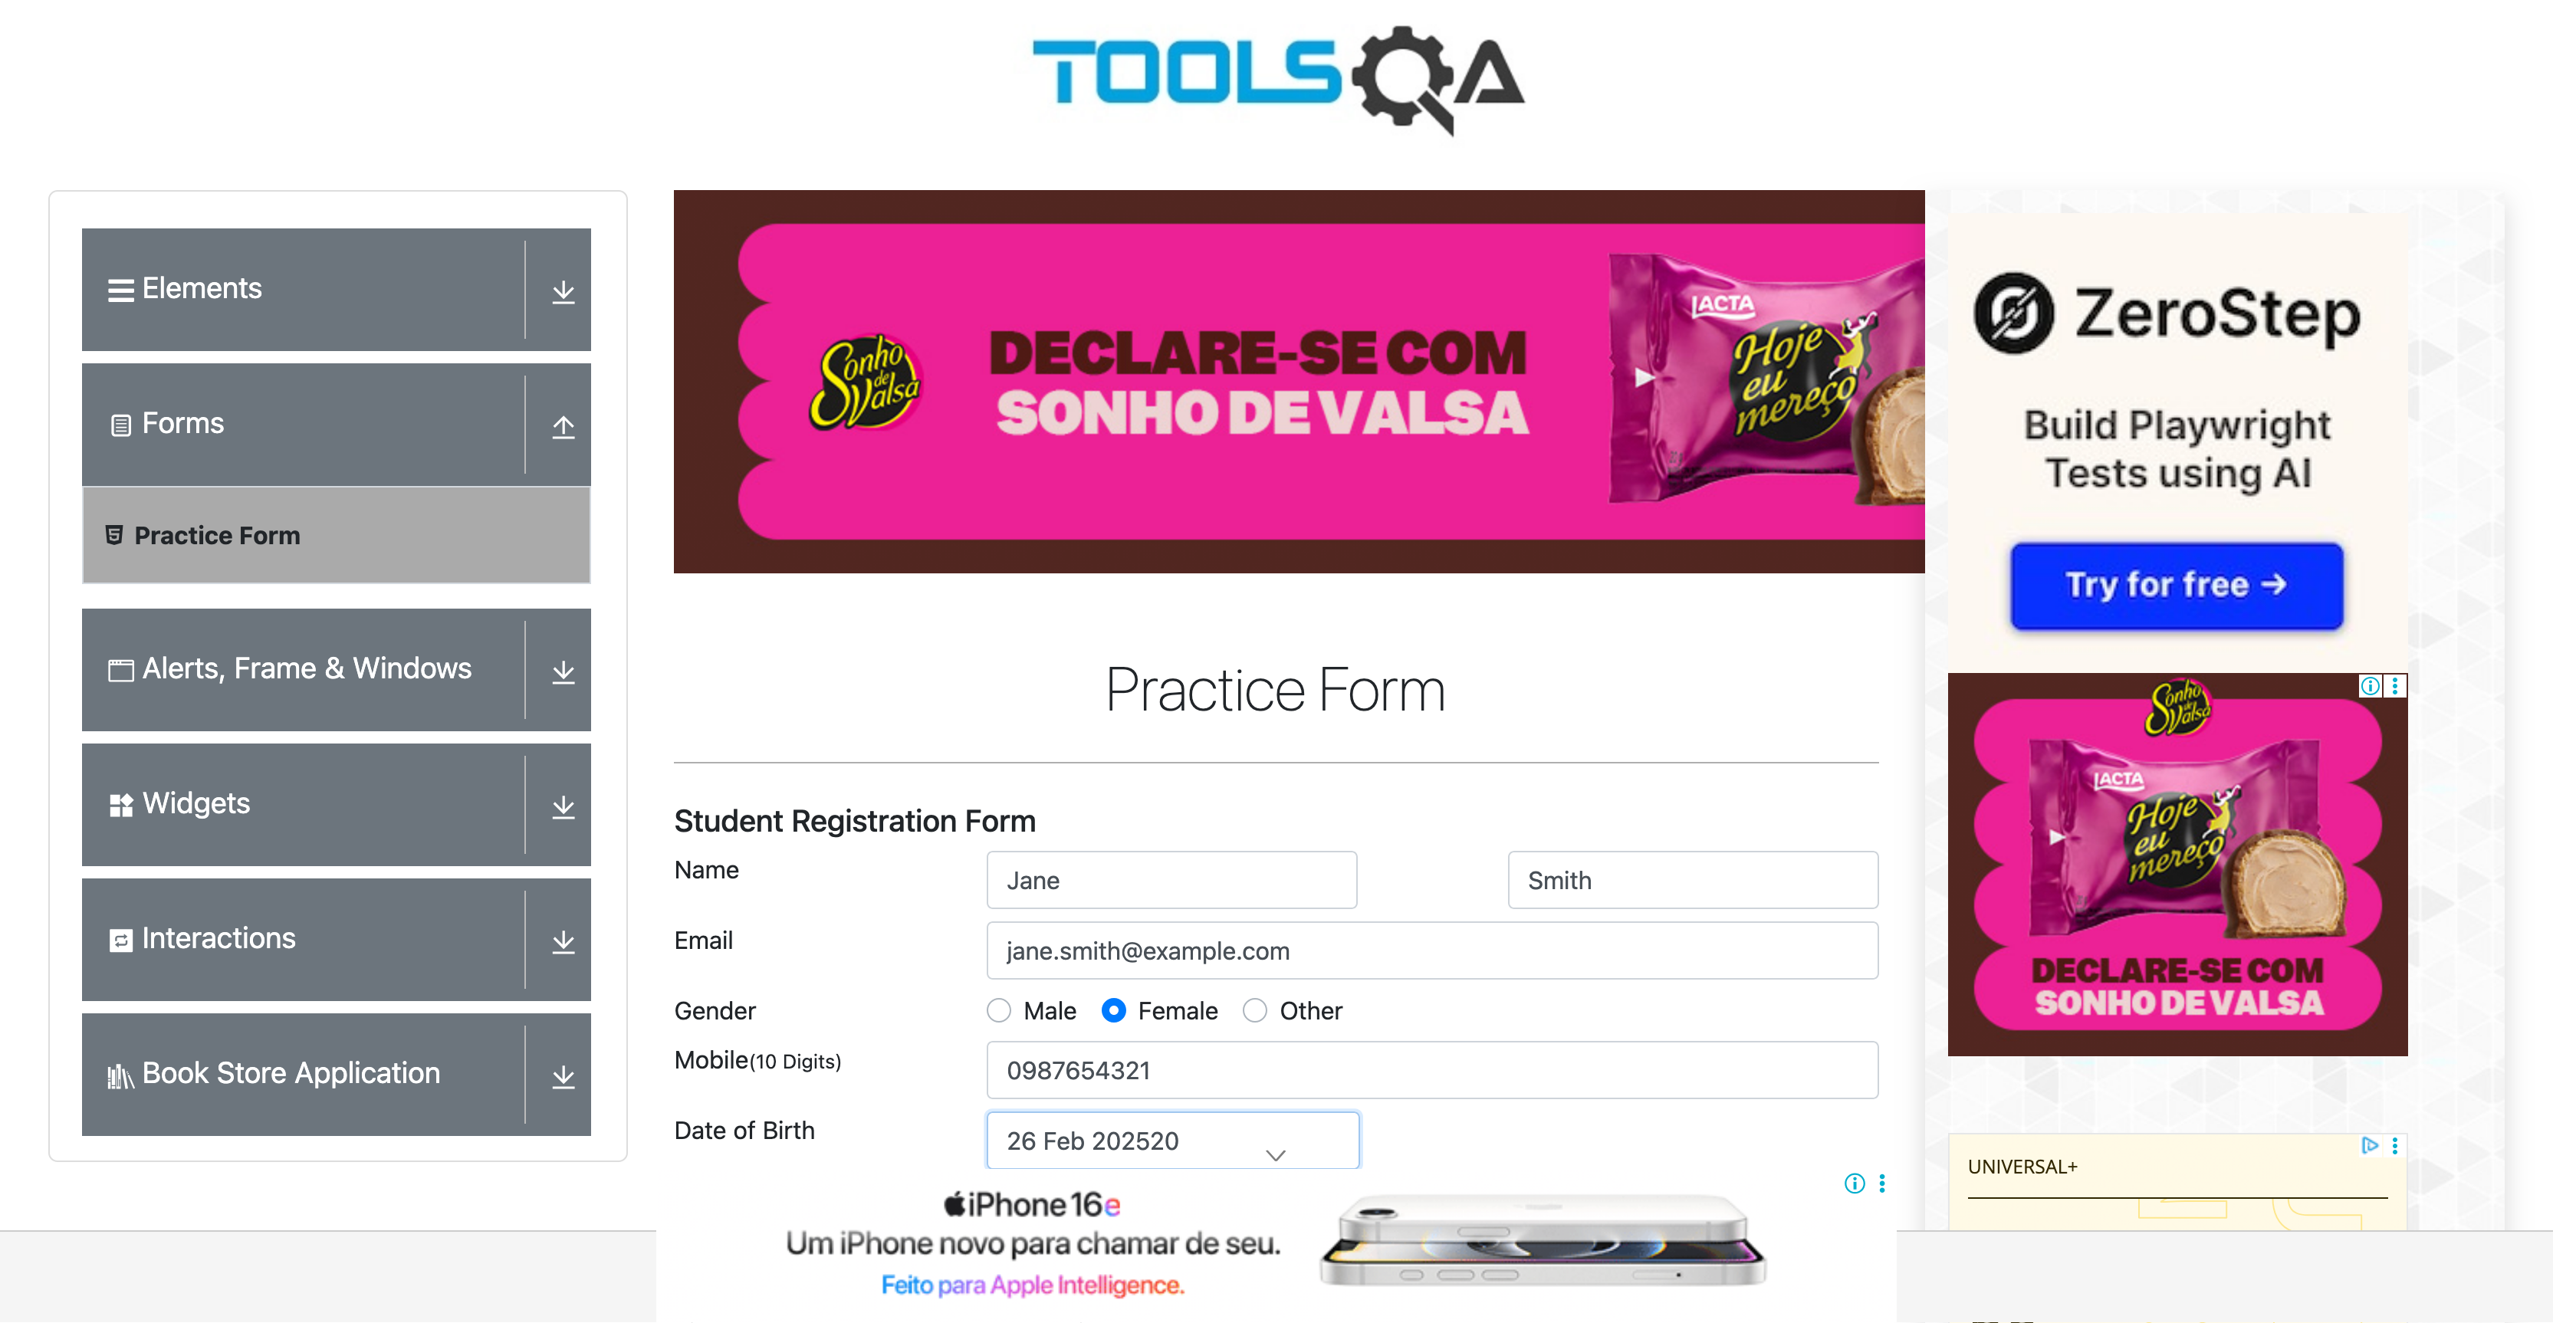 TOOLSQA
Elements
Forms
Practice Form
Alerts, Frame & Windows
Widgets
Interactions
Book Store Application
Sonho de Valsa
DECLARE-SE COM
SONHO DE VALSA
LACTA
Hoje
eu
mereço
Practice Form
Student Registration Form
Name
Jane
Smith
Email
jane.smith@example.com
Gender
Male
Female
Other
Mobile(10 Digits)
0987654321
Date of Birth
26 Feb 202520
iPhone 16e
Um iPhone novo para chamar de seu.
Feito para Apple Intelligence.
ZeroStep
Build Playwright
Tests using AI
Try for free →
Sonho de Valsa
LACTA
Hoje
eu
mereço
DECLARE-SE COM
SONHO DE VALSA
UNIVERSAL+